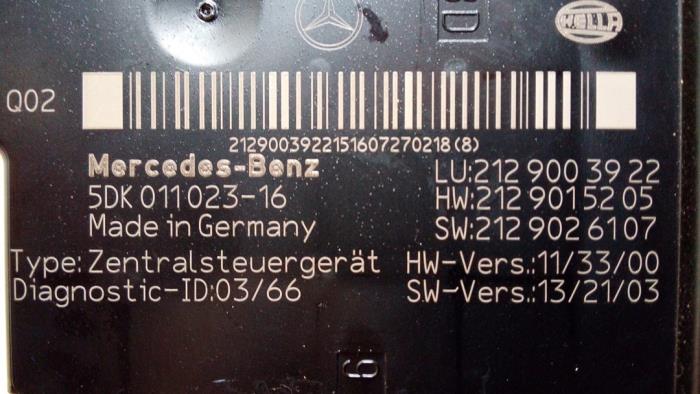 BD
HELLA
Q02
2129003922151607270218(8)
Mercedes-Benz
LU:212 900 39 22
5DK 011 023-16
HW:212 901 52 05
Made in Germany
SW:212 902 61 07
Type: Zentralsteuergerät HW-Vers.:11/33/00
Diagnostic-ID:03/66 SW-Vers.:13/21/03
6